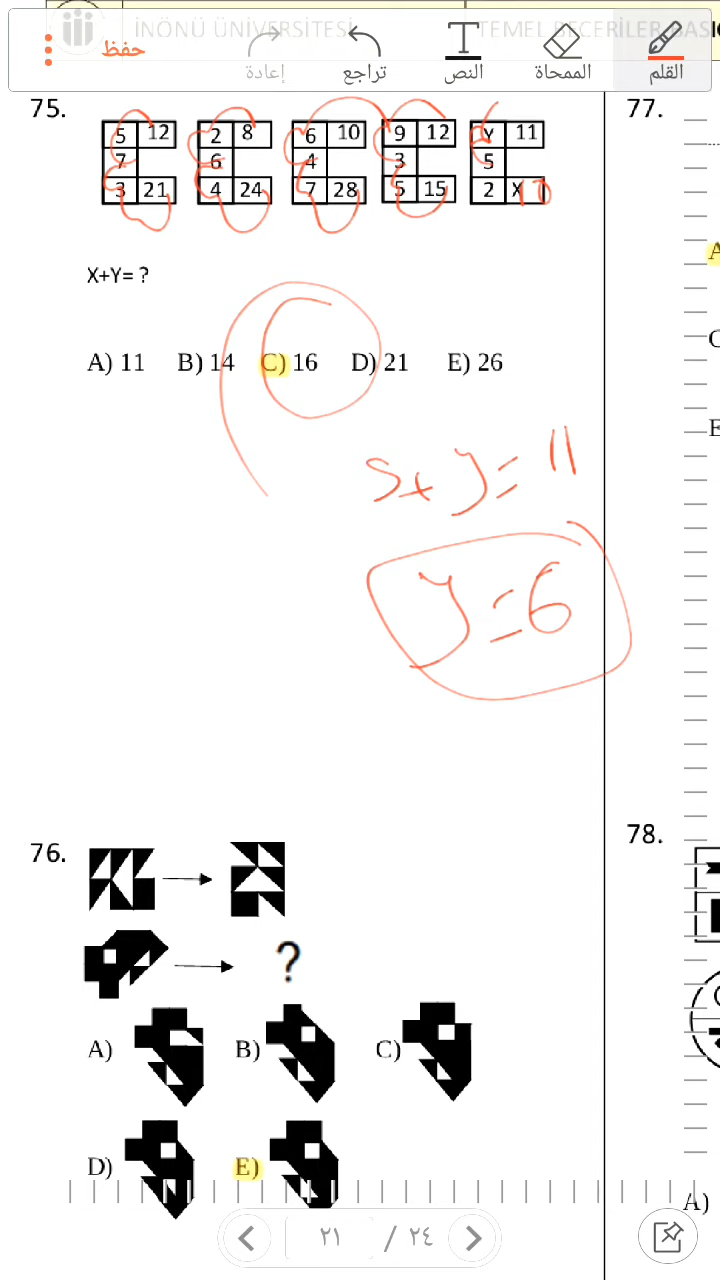 İNÖNÜ ÜNİVERSİTESİ
TEMEL BECERİLER BASI
حفظ
إعادة
تراجع
النص
الممحاة
القلم
75.
77.
5 12 2 8 6 10 9 12 Y 11
7 6 4 3 5
3 21 4 24 7 28 5 15 2 X 10
X+Y= ?
A) 11 B) 14 C) 16 D) 21 E) 26
5+y=11
y=6
A
C
E
76.
78.
?
A) B) C)
D) E)
A)
٢١ / ٢٤